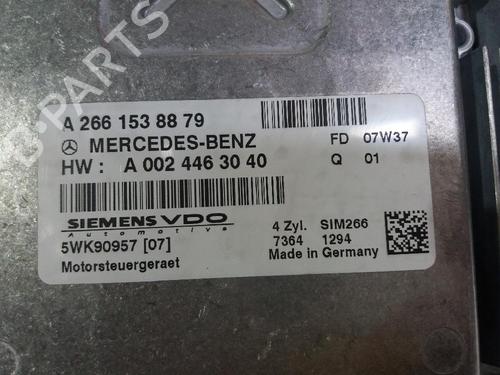 B-PARTS
A 266 153 88 79
MERCEDES-BENZ FD 07W37
HW : A 002 446 30 40 Q 01
SIEMENS VDO
Automotive
4 Zyl. SIM266
5WK90957 [07] 7364 1294
Motorsteuergeraet Made in Germany